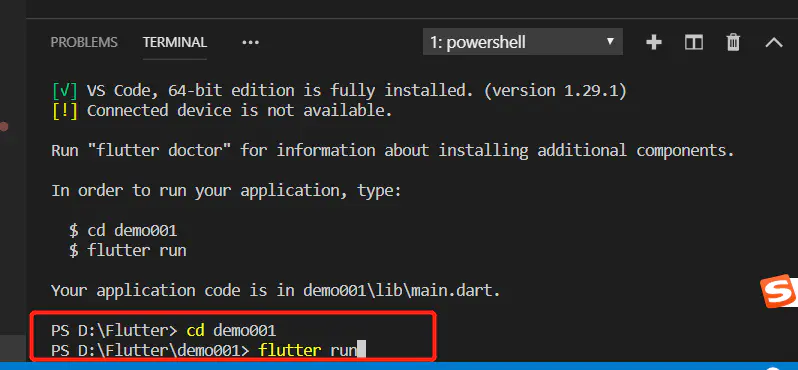 PROBLEMS TERMINAL ••• 1: powershell
[√] VS Code, 64-bit edition is fully installed. (version 1.29.1)
[!] Connected device is not available.
Run "flutter doctor" for information about installing additional components.
In order to run your application, type:
$ cd demo001
$ flutter run
Your application code is in demo001\lib\main.dart.
PS D:\Flutter> cd demo001
PS D:\Flutter\demo001> flutter run